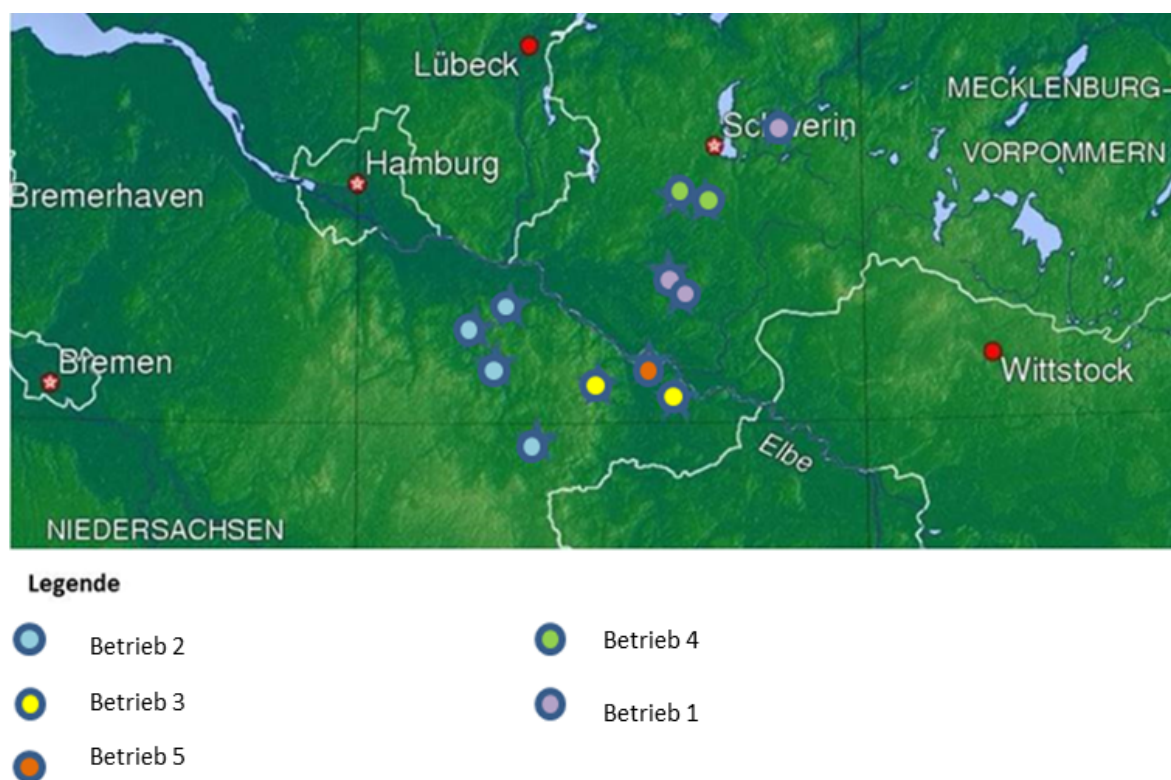 Lübeck
Schwerin
MECKLENBURG-
VORPOMMERN
Hamburg
Bremerhaven
Bremen
Wittstock
Elbe
NIEDERSACHSEN
Legende
Betrieb 2
Betrieb 4
Betrieb 3
Betrieb 1
Betrieb 5